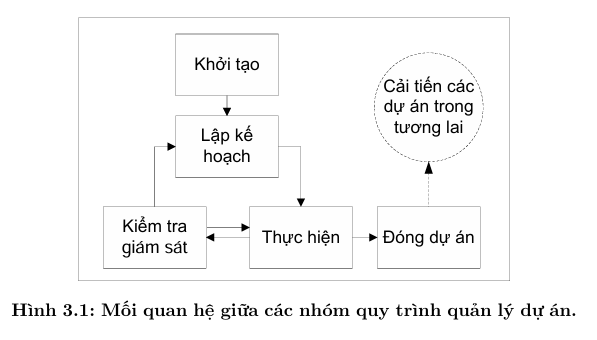 Khởi tạo
Cải tiến các
dự án trong
tương lai
Lập kế
hoạch
Kiểm tra
giám sát
Thực hiện
Đóng dự án
Hình 3.1: Mối quan hệ giữa các nhóm quy trình quản lý dự án.